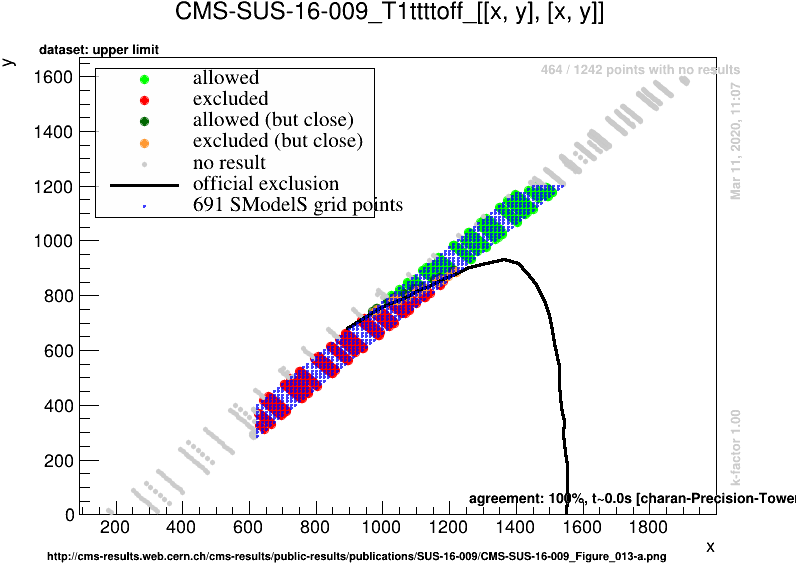 CMS-SUS-16-009_T1ttttoff_[[x, y], [x, y]]
dataset: upper limit
y
464 / 1242 points with no results
allowed
excluded
allowed (but close)
excluded (but close)
no result
official exclusion
691 SModelS grid points
1600
1400
1200
1000
800
600
400
200
0
200 400 600 800 1000 1200 1400 1600 1800
x
Mar 11, 2020, 11:07
k-factor 1.00
agreement: 100%, t~0.0s [charan-Precision-Tower
http://cms-results.web.cern.ch/cms-results/public-results/publications/SUS-16-009/CMS-SUS-16-009_Figure_013-a.png